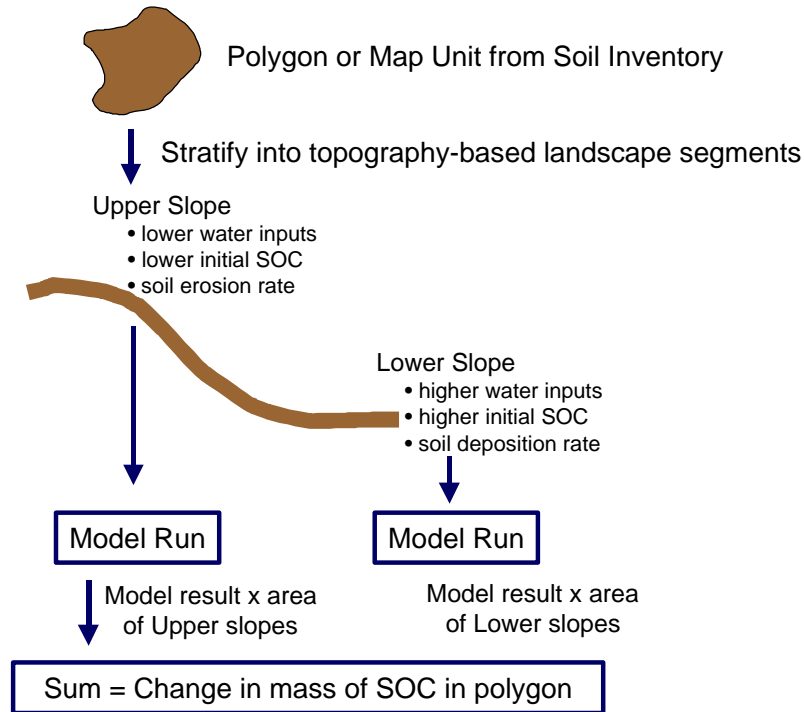 Polygon or Map Unit from Soil Inventory
Stratify into topography-based landscape segments
Upper Slope
• lower water inputs
• lower initial SOC
• soil erosion rate
Lower Slope
• higher water inputs
• higher initial SOC
• soil deposition rate
Model Run
Model Run
Model result x area
of Upper slopes
Model result x area
of Lower slopes
Sum = Change in mass of SOC in polygon